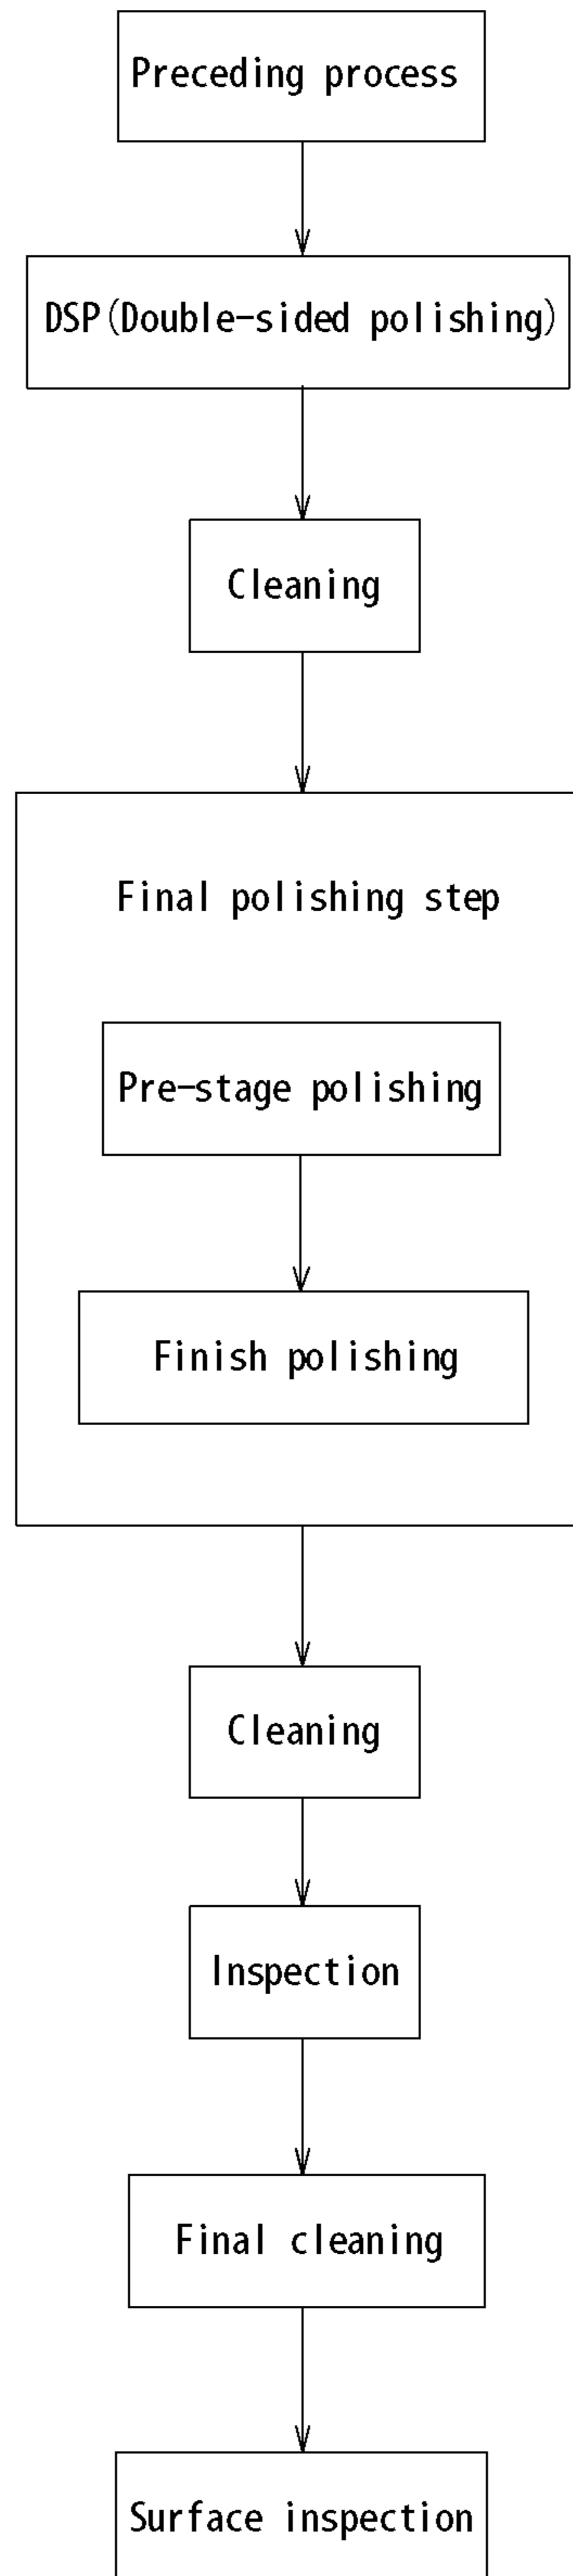 Preceding process
DSP(Double-sided polishing)
Cleaning
Final polishing step
Pre-stage polishing
Finish polishing
Cleaning
Inspection
Final cleaning
Surface inspection